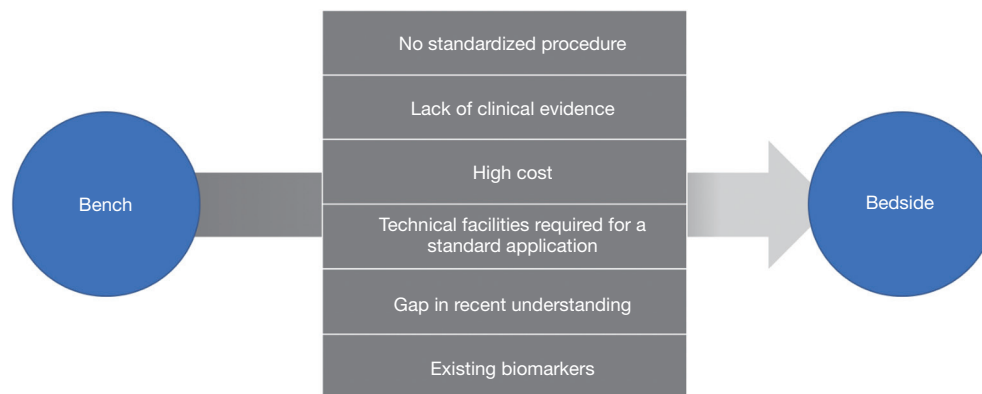 No standardized procedure
Lack of clinical evidence
High cost
Bench
Technical facilities required for a
standard application
Bedside
Gap in recent understanding
Existing biomarkers